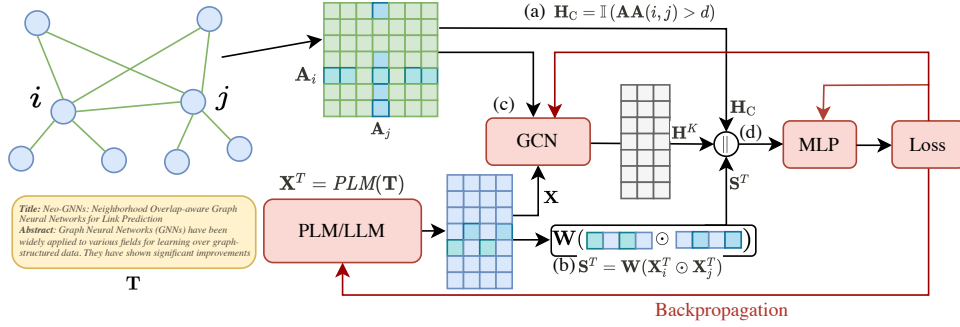 (a) H_C = 𝕀 (AA(i, j) > d)
i
j
A_i
A_j
(c)
GCN
H^K
H_C
||
(d)
MLP
Loss
S^T
X^T = PLM(T)
PLM/LLM
X
W( ⊙ )
(b) S^T = W(X_i^T ⊙ X_j^T)
Title: Neo-GNNs: Neighborhood Overlap-aware Graph
Neural Networks for Link Prediction
Abstract: Graph Neural Networks (GNNs) have been
widely applied to various fields for learning over graph-
structured data. They have shown significant improvements
T
Backpropagation